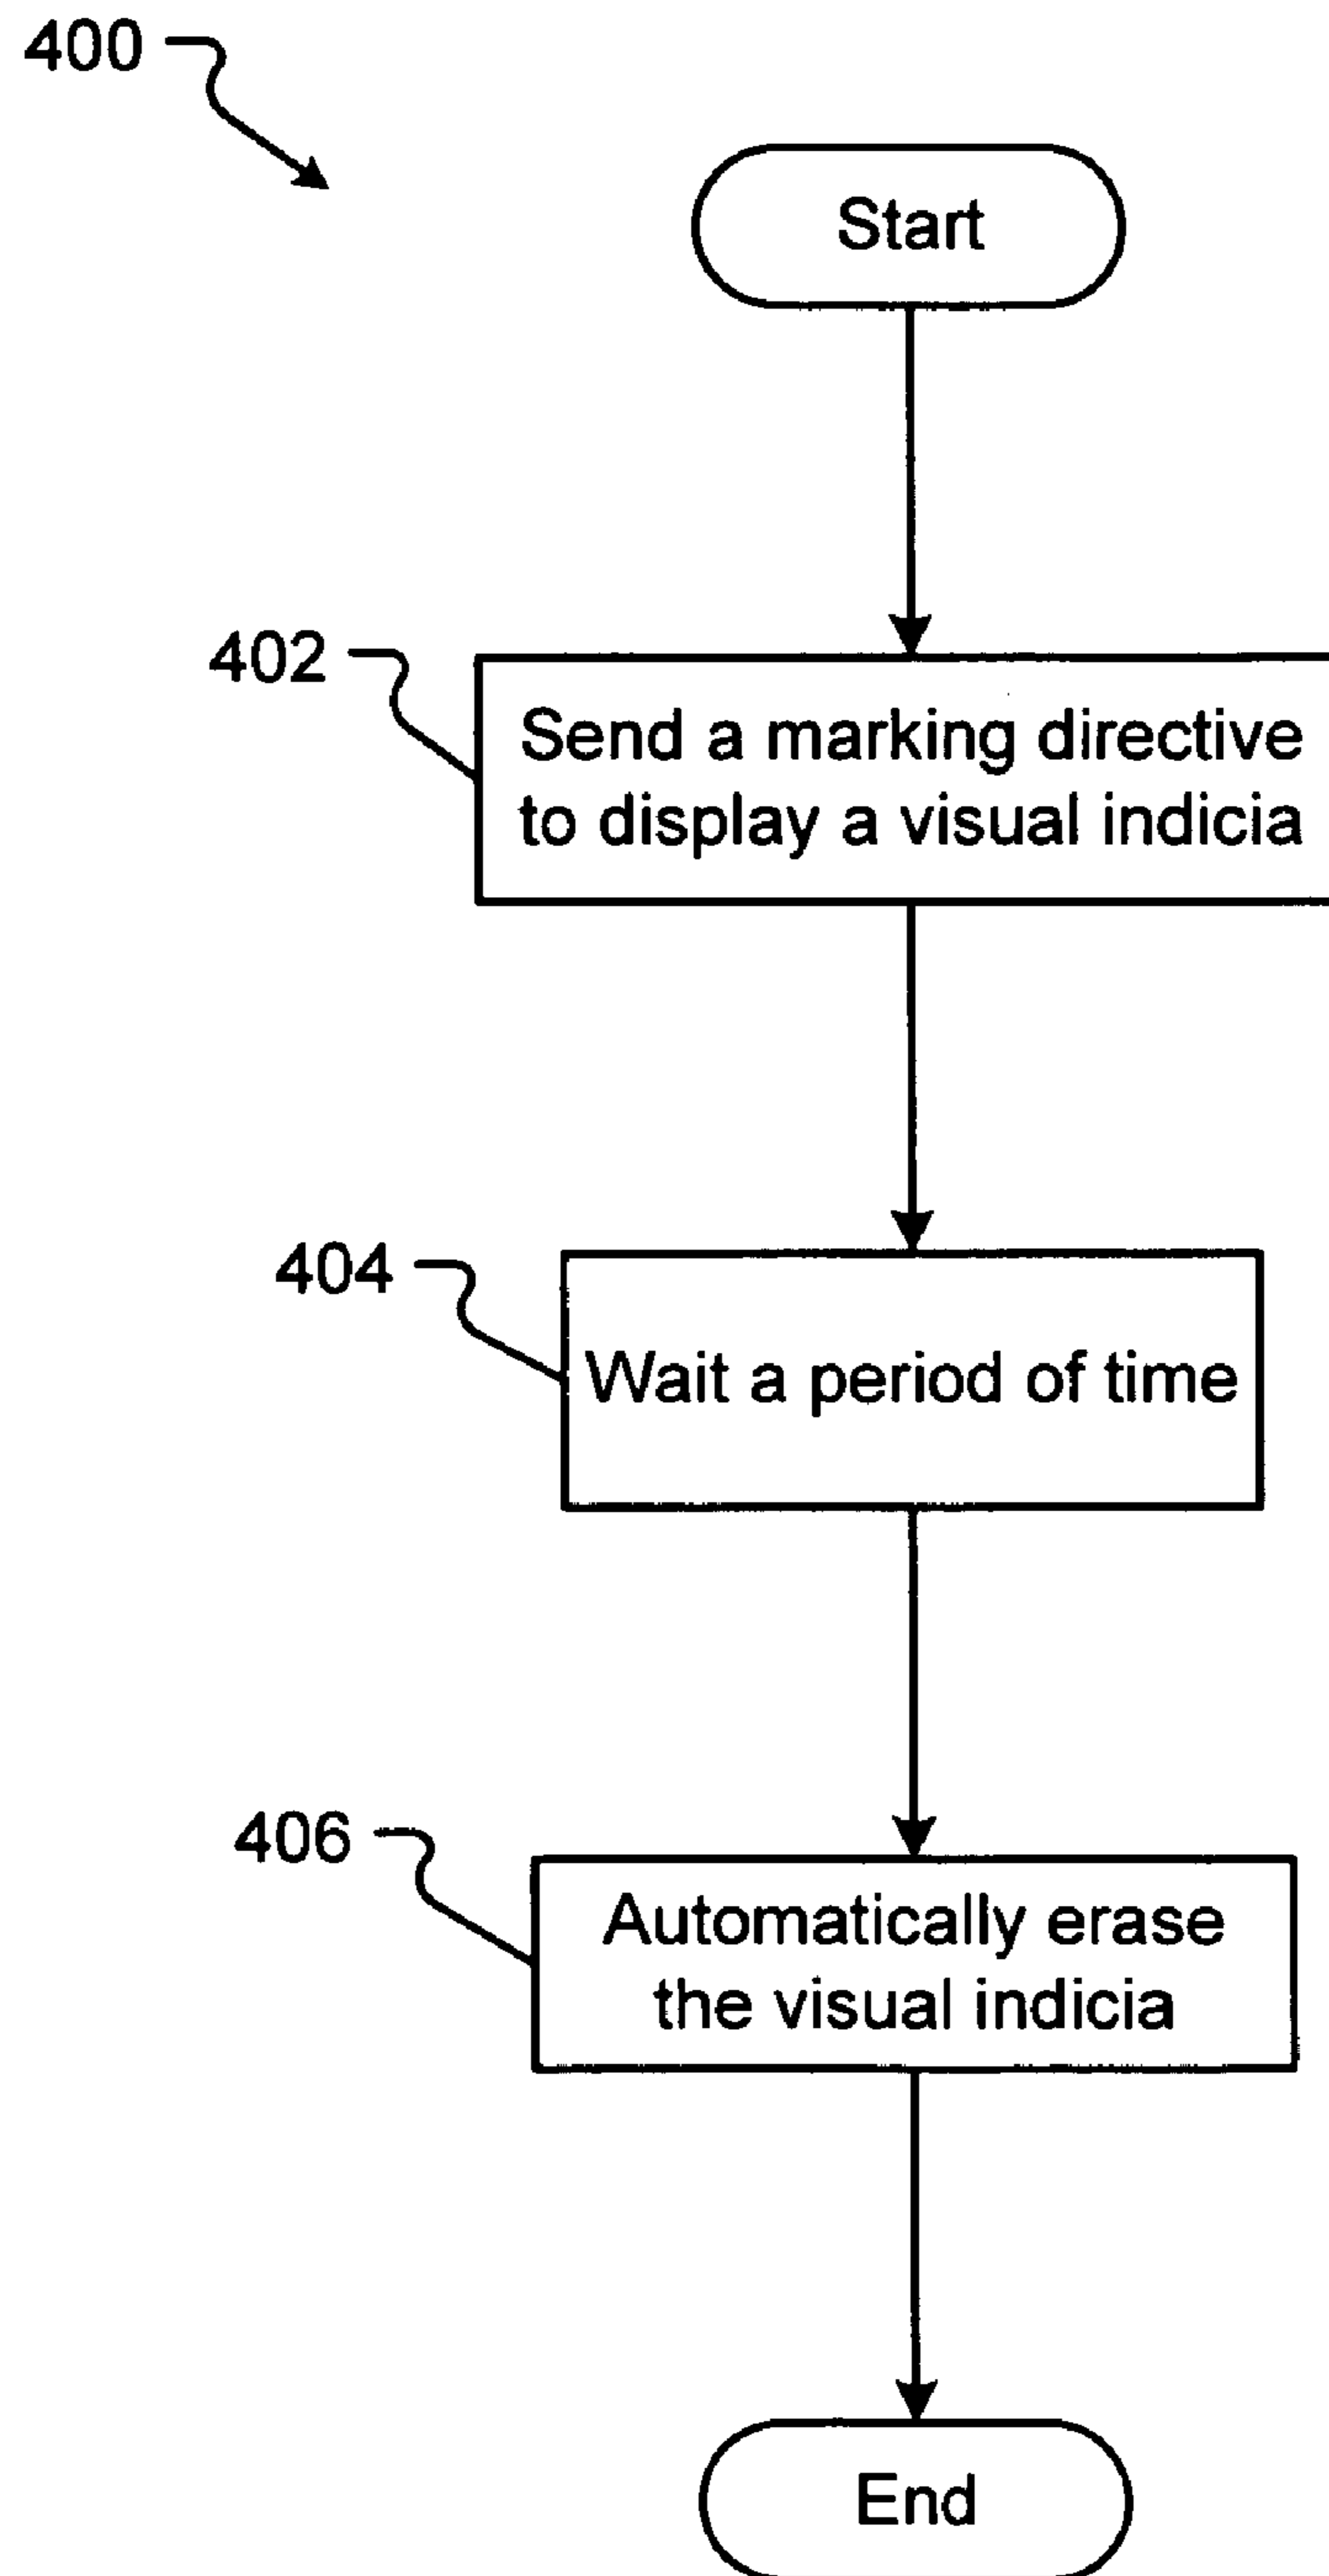 400
Start
402
Send a marking directive
to display a visual indicia
404
Wait a period of time
406
Automatically erase
the visual indicia
End